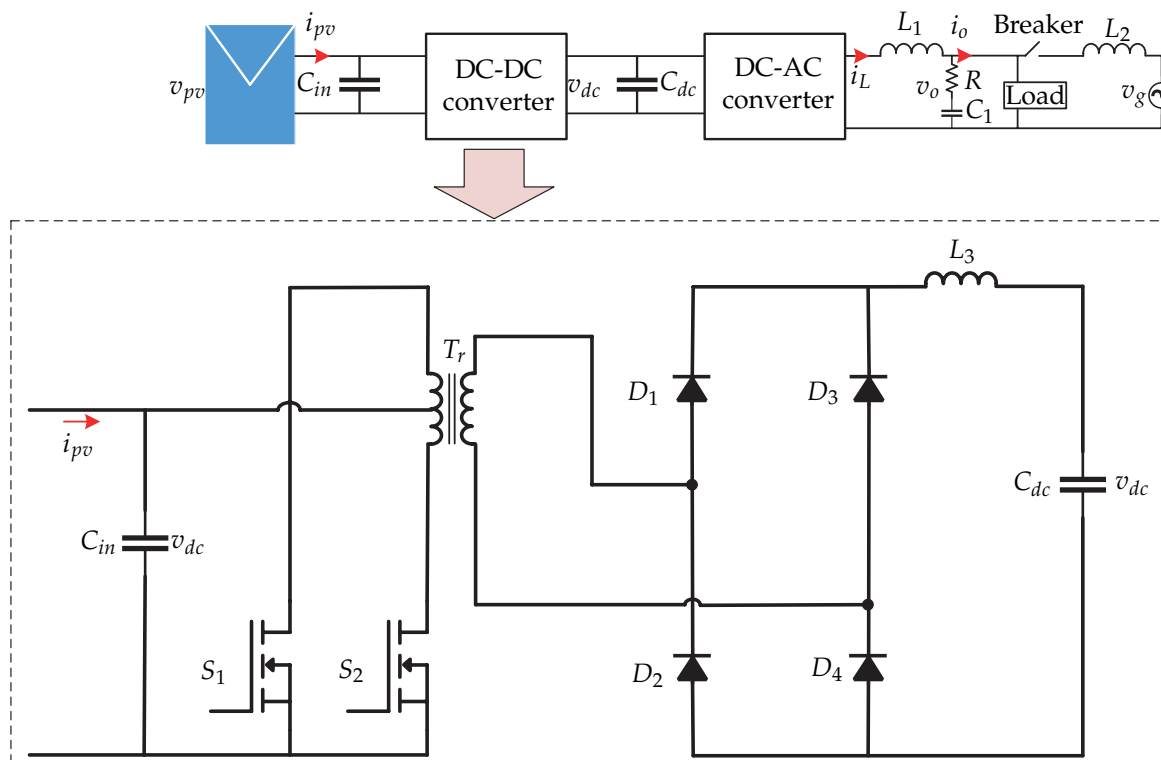 i_pv
L_1
i_o
Breaker
L_2
v_pv
C_in
DC-DC
converter
v_dc
C_dc
DC-AC
converter
i_L
v_o
R
C_1
Load
v_g
L_3
T_r
D_1
D_3
i_pv
C_in
v_dc
C_dc
v_dc
S_1
S_2
D_2
D_4